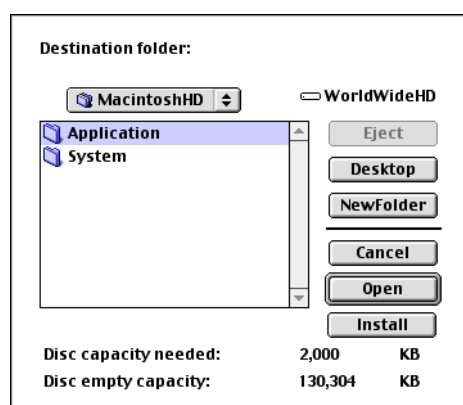 Destination folder:
MacintoshHD
WorldWideHD
Application
System
Eject
Desktop
NewFolder
Cancel
Open
Install
Disc capacity needed: 2,000 KB
Disc empty capacity: 130,304 KB